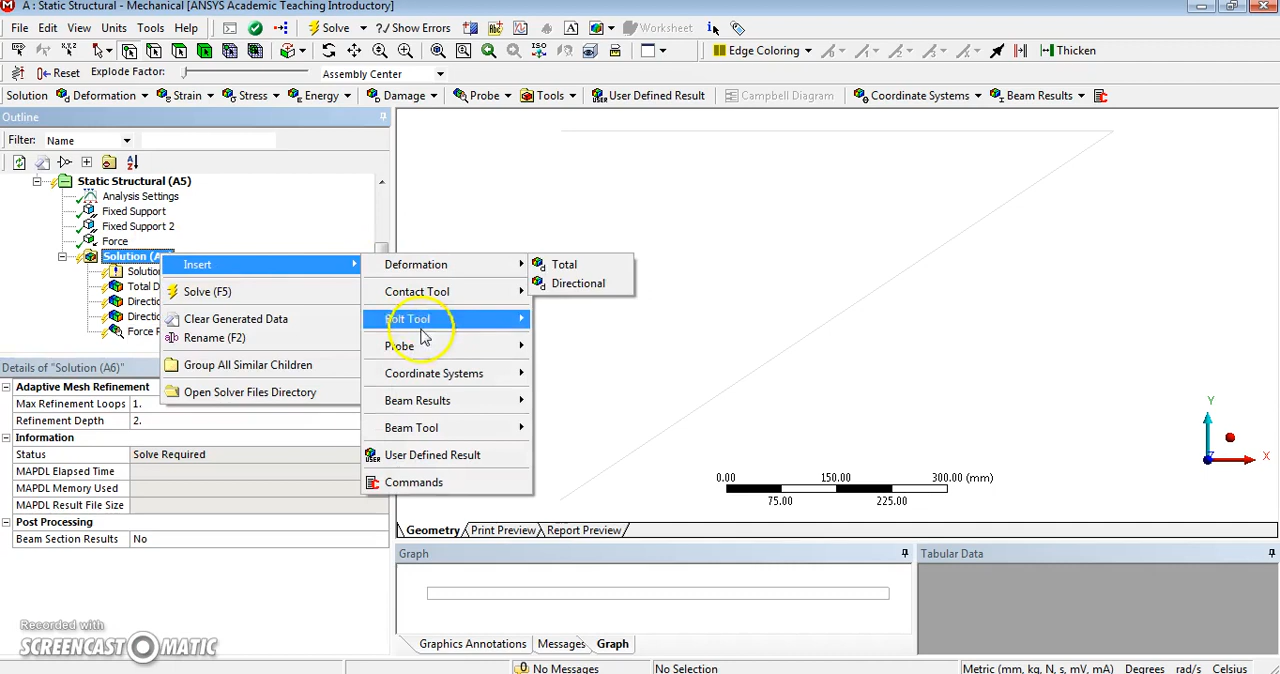 A : Static Structural - Mechanical [ANSYS Academic Teaching Introductory]
File Edit View Units Tools Help Solve ?/Show Errors Worksheet
Edge Coloring Thicken
Reset Explode Factor: Assembly Center
Solution Deformation Strain Stress Energy Damage Probe Tools User Defined Result Campbell Diagram Coordinate Systems Beam Results
Outline
Filter: Name
Static Structural (A5)
Analysis Settings
Fixed Support
Fixed Support 2
Force
Solution (A
Solution
Total D
Directio
Directio
Force R
Insert
Solve (F5)
Clear Generated Data
Rename (F2)
Group All Similar Children
Open Solver Files Directory
Deformation
Contact Tool
Bolt Tool
Probe
Coordinate Systems
Beam Results
Beam Tool
User Defined Result
Commands
Total
Directional
Details of "Solution (A6)"
Adaptive Mesh Refinement
Max Refinement Loops 1.
Refinement Depth 2.
Information
Status Solve Required
MAPDL Elapsed Time
MAPDL Memory Used
MAPDL Result File Size
Post Processing
Beam Section Results No
Y
X
0.00 150.00 300.00 (mm)
75.00 225.00
Geometry Print Preview Report Preview
Graph
Tabular Data
Graphics Annotations Messages Graph
Recorded with
SCREENCAST-O-MATIC
0 No Messages No Selection Metric (mm, kg, N, s, mV, mA) Degrees rad/s Celsius